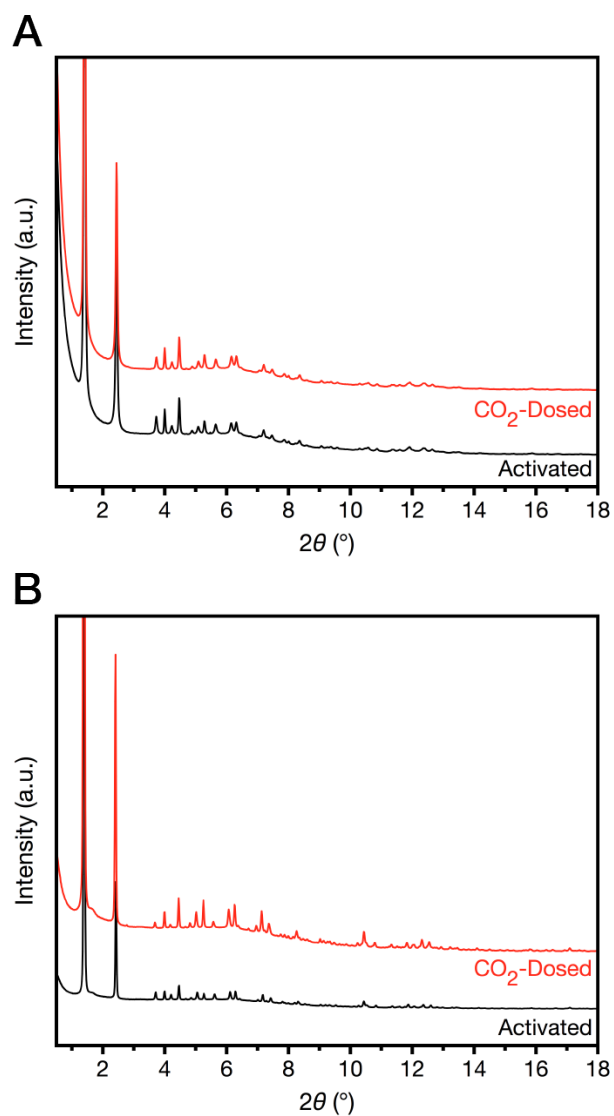 A
Intensity (a.u.)
CO₂-Dosed
Activated
2 4 6 8 10 12 14 16 18
2θ (°)
B
Intensity (a.u.)
CO₂-Dosed
Activated
2 4 6 8 10 12 14 16 18
2θ (°)